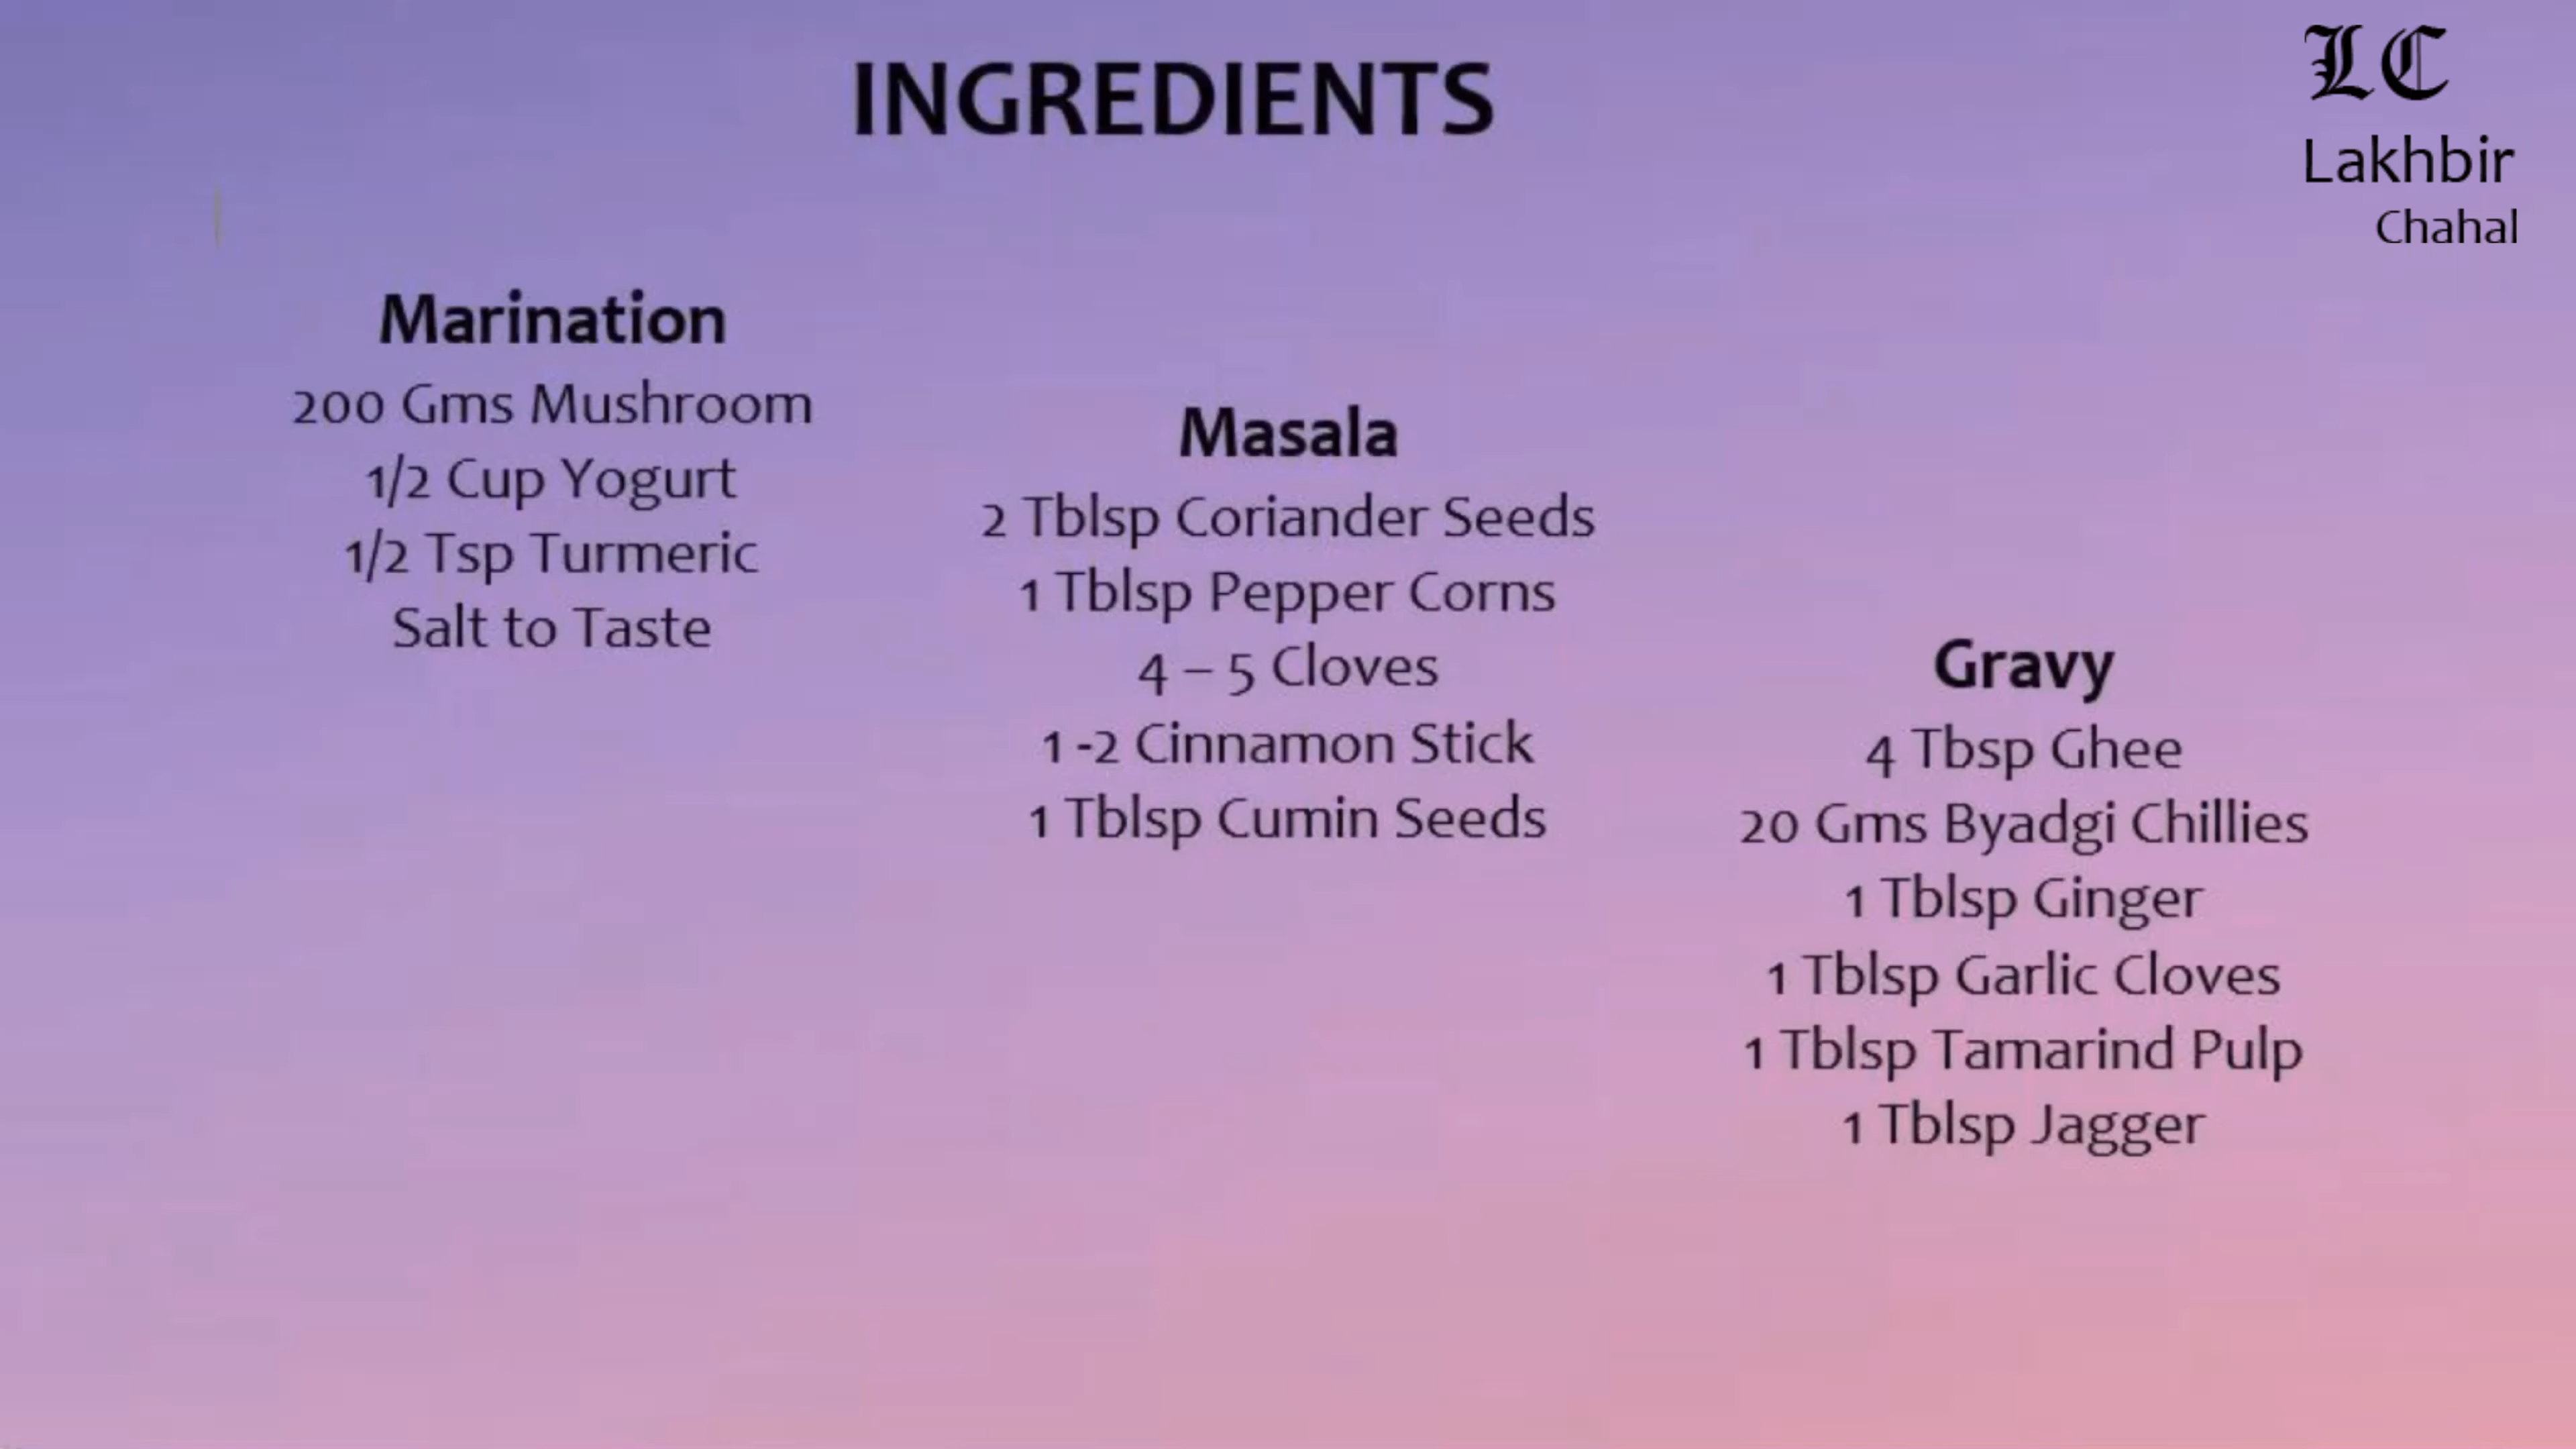 INGREDIENTS
LC
Lakhbir
Chahal
Marination
200 Gms Mushroom
1/2 Cup Yogurt
1/2 Tsp Turmeric
Salt to Taste
Masala
2 Tblsp Coriander Seeds
1 Tblsp Pepper Corns
4 – 5 Cloves
1 -2 Cinnamon Stick
1 Tblsp Cumin Seeds
Gravy
4 Tbsp Ghee
20 Gms Byadgi Chillies
1 Tblsp Ginger
1 Tblsp Garlic Cloves
1 Tblsp Tamarind Pulp
1 Tblsp Jagger